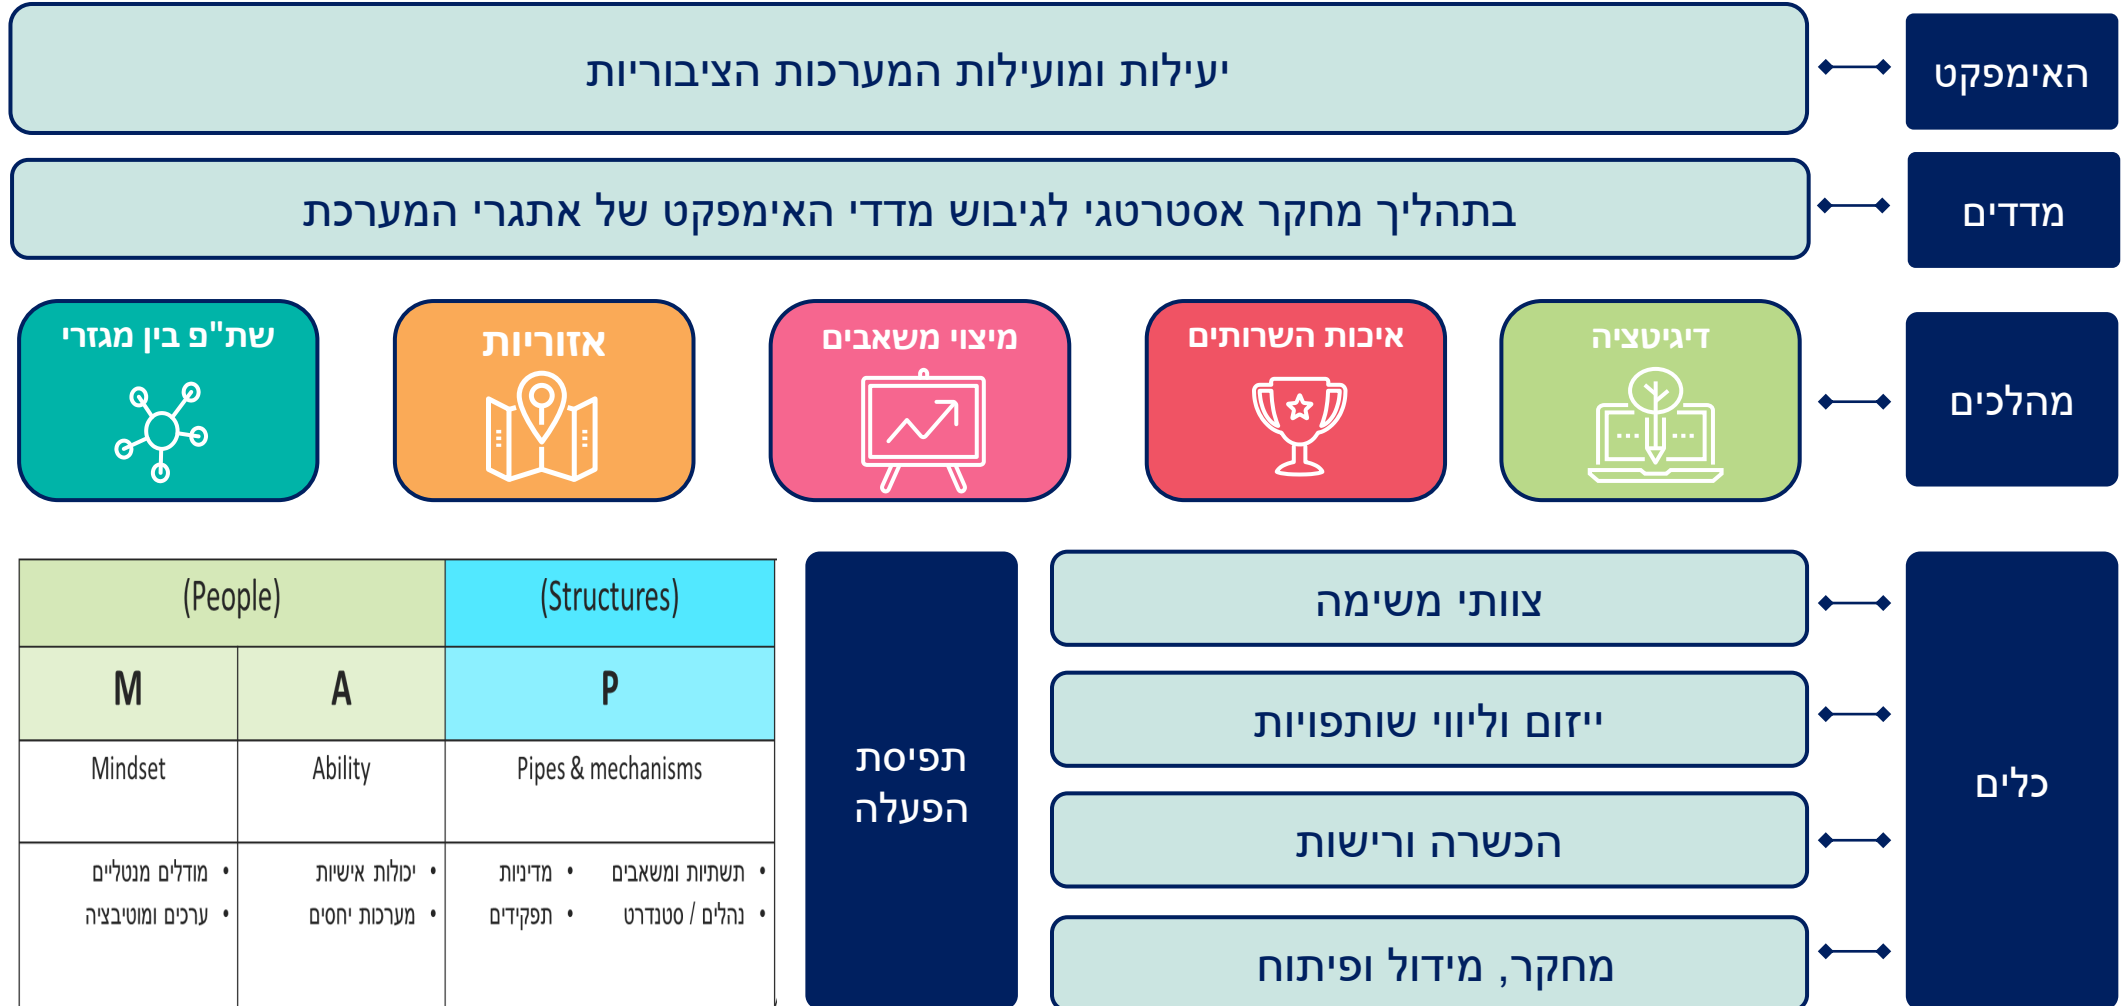 האימפקט
יעילות ומועילות המערכות הציבוריות
מדדים
בתהליך מחקר אסטרטגי לגיבוש מדדי האימפקט של אתגרי המערכת
מהלכים
דיגיטציה
איכות השרותים
מיצוי משאבים
אזוריות
שת"פ בין מגזרי
כלים
צוותי משימה
ייזום וליווי שותפויות
הכשרה ורישות
מחקר, מידול ופיתוח
תפיסת
הפעלה
(People)
(Structures)
M
A
P
Mindset
Ability
Pipes & mechanisms
• תשתיות ומשאבים
• נהלים / סטנדרט
• מדיניות
• תפקידים
• יכולות אישיות
• מערכות יחסים
• מודלים מנטליים
• ערכים ומוטיבציה